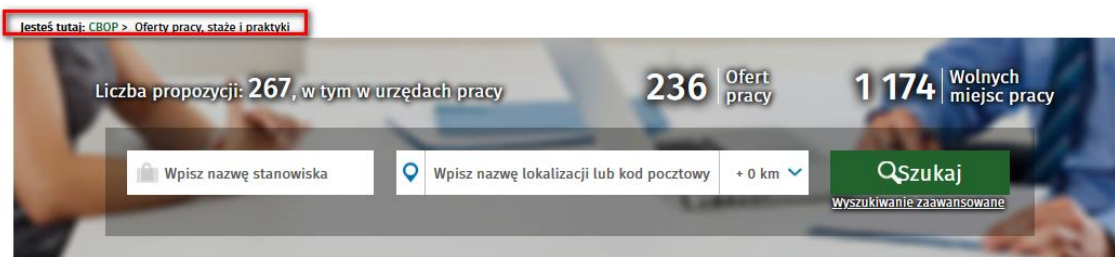 Jesteś tutaj: CBOP > Oferty pracy, staże i praktyki
Liczba propozycji: 267, w tym w urzędach pracy
236 Ofert pracy
1 174 Wolnych miejsc pracy
Wpisz nazwę stanowiska
Wpisz nazwę lokalizacji lub kod pocztowy
+ 0 km
Szukaj
Wyszukiwanie zaawansowane